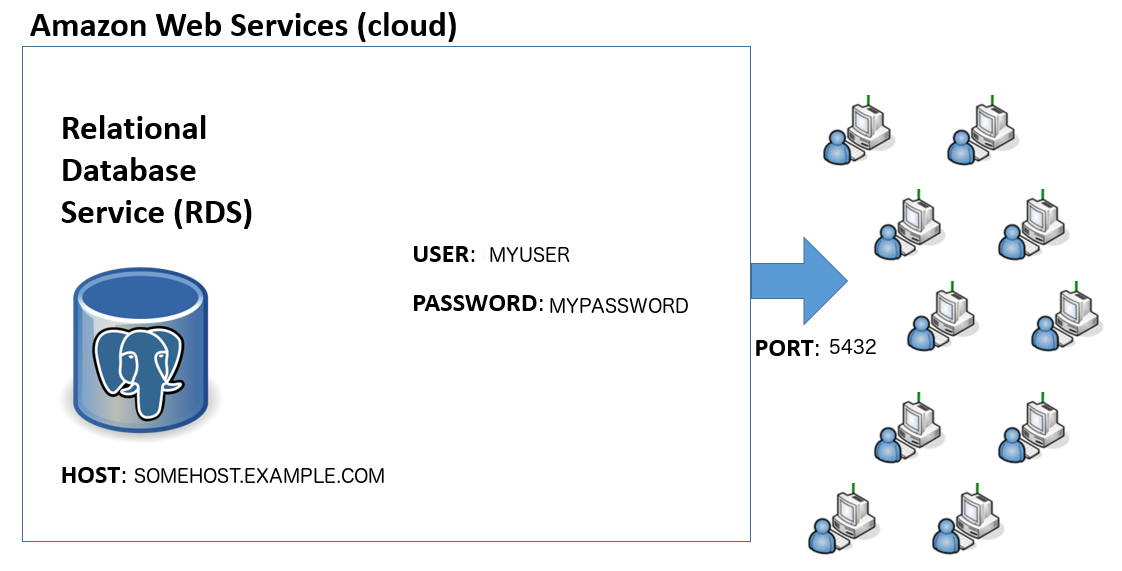 Amazon Web Services (cloud)
Relational
Database
Service (RDS)
USER: MYUSER
PASSWORD: MYPASSWORD
PORT: 5432
HOST: SOMEHOST.EXAMPLE.COM